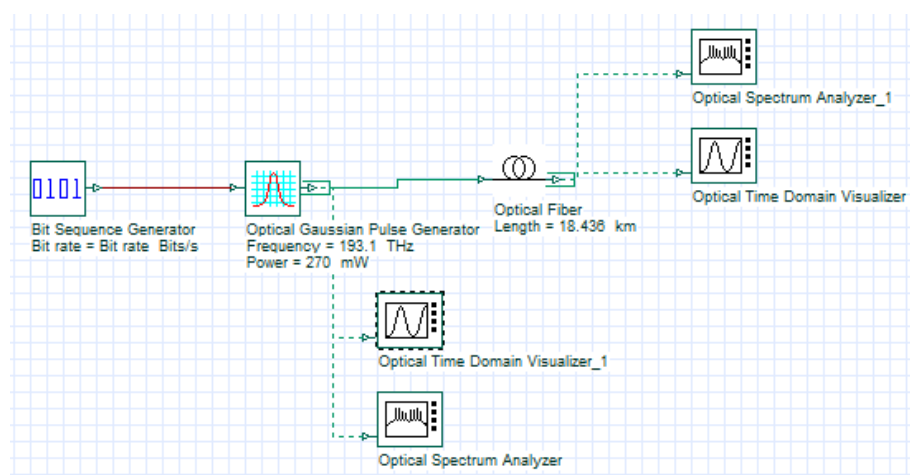 Optical Spectrum Analyzer_1
0101
Bit Sequence Generator
Bit rate = Bit rate Bits/s
Optical Gaussian Pulse Generator
Frequency = 193.1 THz
Power = 270 mW
Optical Fiber
Length = 18.436 km
Optical Time Domain Visualizer
Optical Time Domain Visualizer_1
Optical Spectrum Analyzer